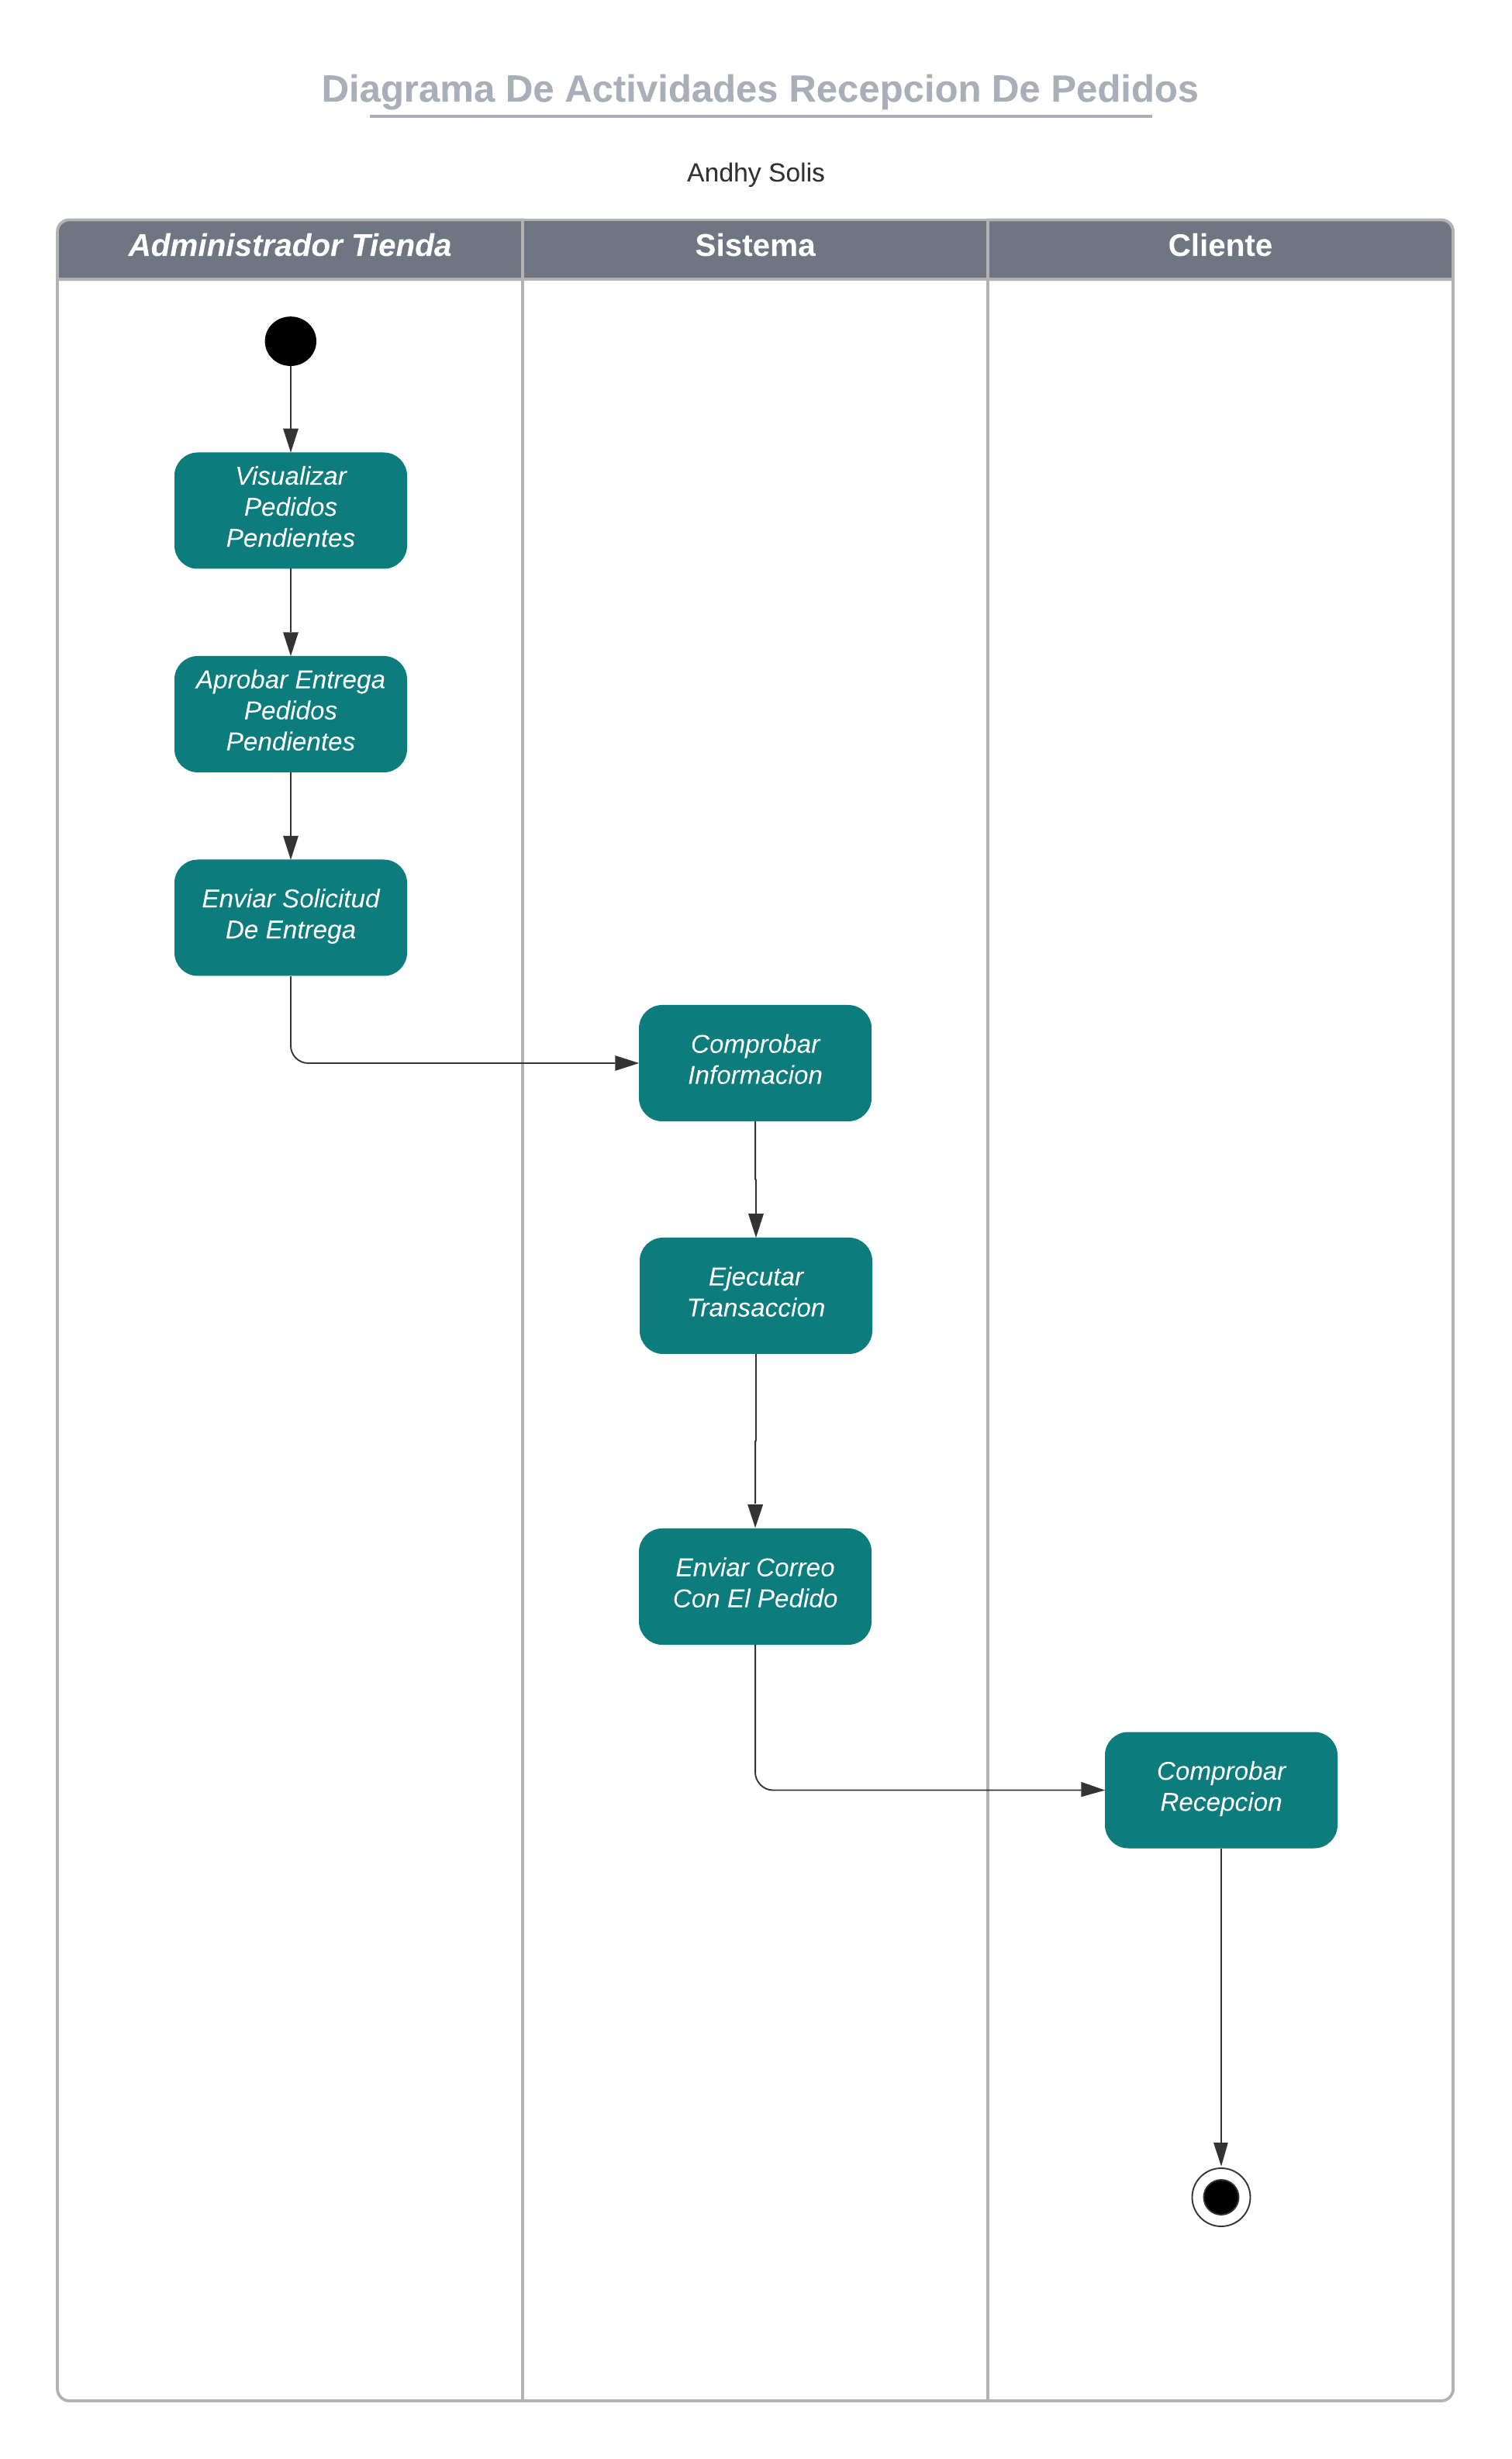 Diagrama De Actividades Recepcion De Pedidos
Andhy Solis
Administrador Tienda
Sistema
Cliente
Visualizar
Pedidos
Pendientes
Aprobar Entrega
Pedidos
Pendientes
Enviar Solicitud
De Entrega
Comprobar
Informacion
Ejecutar
Transaccion
Enviar Correo
Con El Pedido
Comprobar
Recepcion